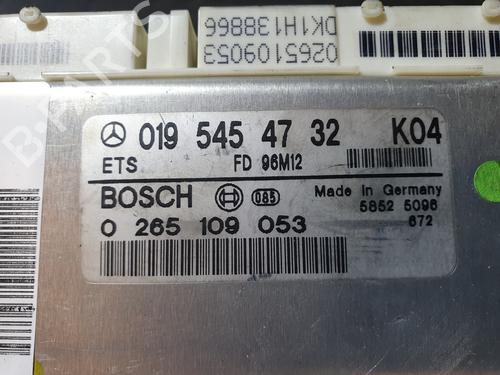 0265109053
DK1H138866
019 545 47 32 K04
ETS FD 96M12
BOSCH 085 Made in Germany
0 265 109 053 5852 5096
672
B-PARTS